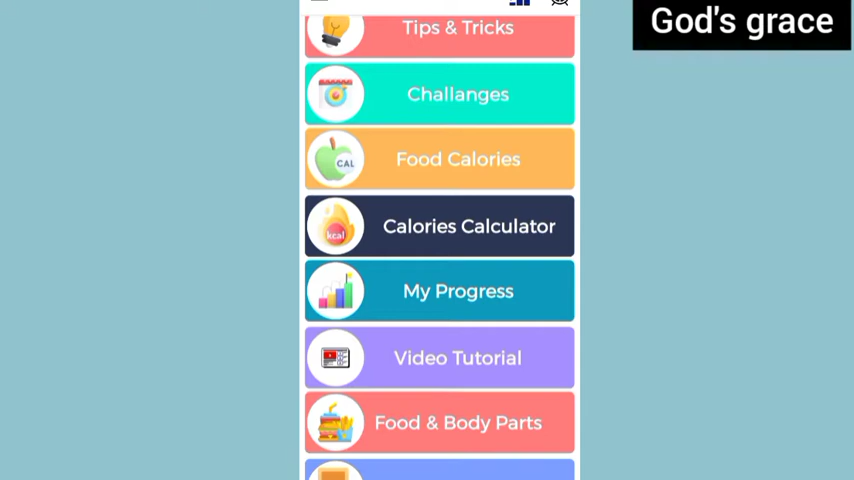 God's grace
Tips & Tricks
Challanges
CAL
Food Calories
kcal
Calories Calculator
My Progress
Video Tutorial
Food & Body Parts